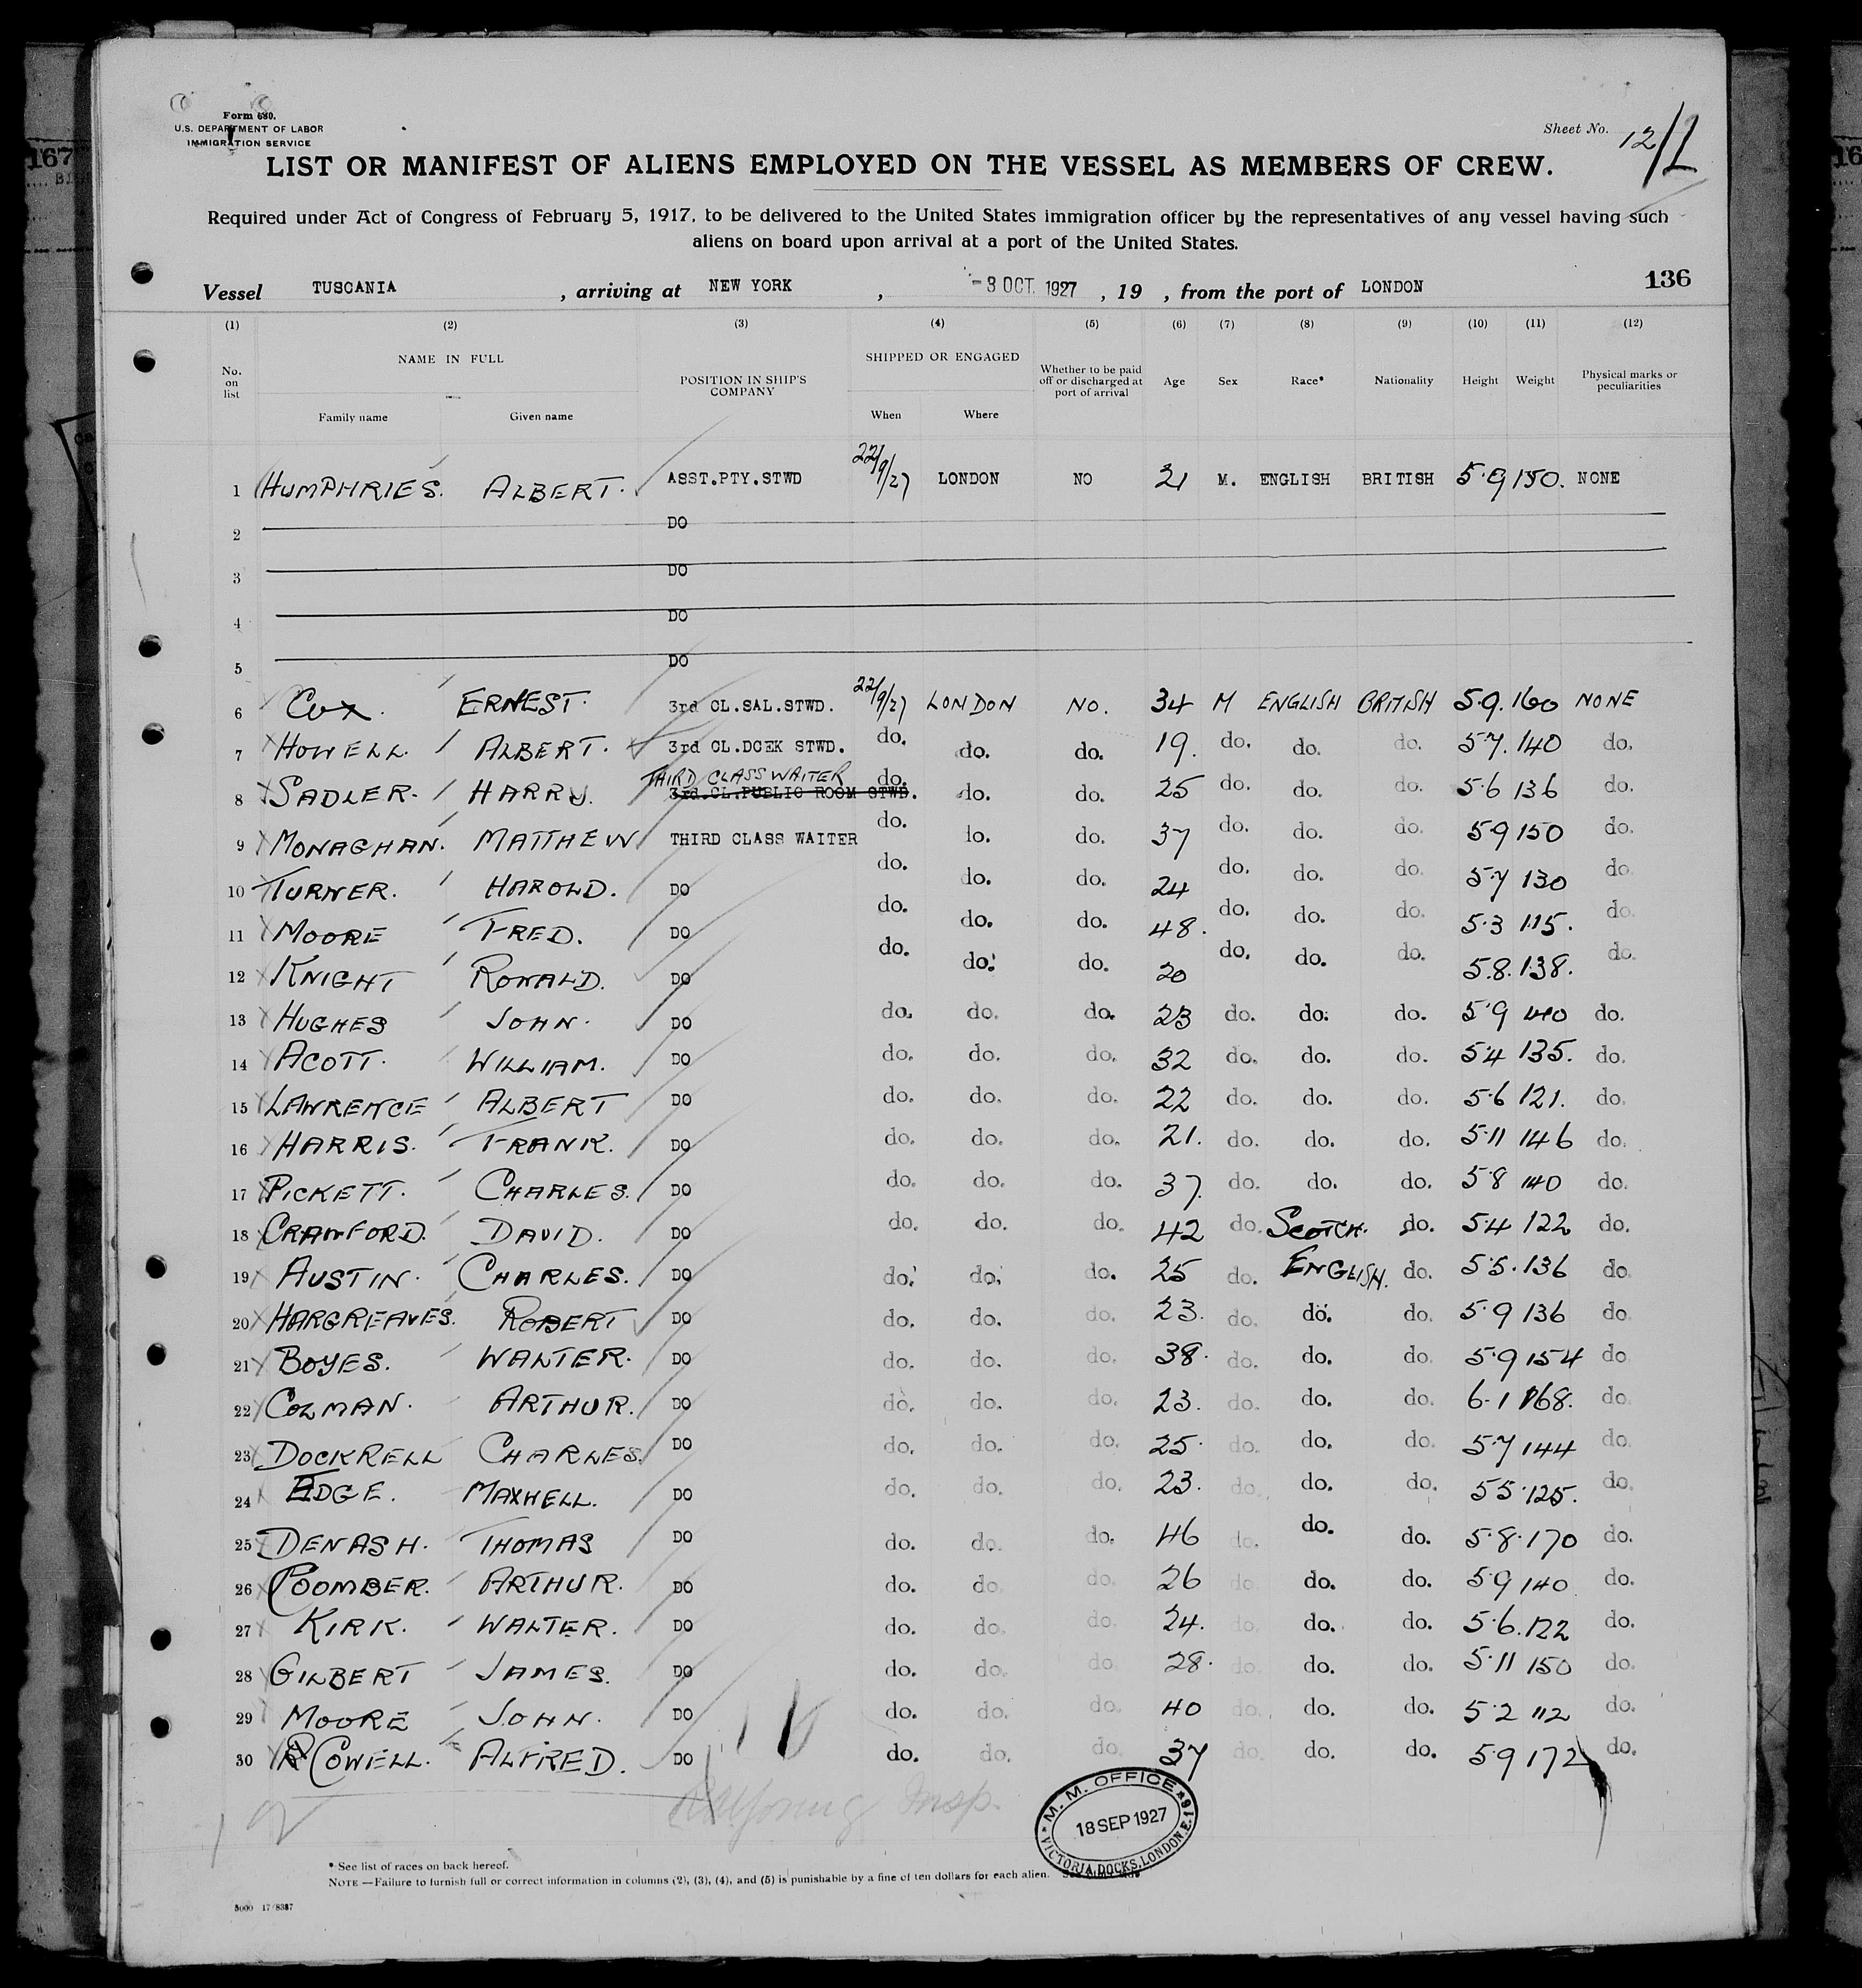 Form 680.
U.S. DEPARTMENT OF LABOR
IMMIGRATION SERVICE
Sheet No. 12/1
LIST OR MANIFEST OF ALIENS EMPLOYED ON THE VESSEL AS MEMBERS OF CREW.
Required under Act of Congress of February 5, 1917, to be delivered to the United States immigration officer by the representatives of any vessel having such
aliens on board upon arrival at a port of the United States.
136
Vessel TUSCANIA , arriving at NEW YORK , -3 OCT 1927 , 19 , from the port of LONDON
(1) (2) (3) (4) (5) (6) (7) (8) (9) (10) (11) (12)
No. on list NAME IN FULL POSITION IN SHIP'S COMPANY SHIPPED OR ENGAGED Whether to be paid off or discharged at port of arrival Age Sex Race* Nationality Height Weight Physical marks or peculiarities
Family name Given name When Where
1 HUMPHRIES. ALBERT. ASST.PTY.STWD 22/9/27 LONDON NO 21 M. ENGLISH BRITISH 5·9 150. NONE
2 DO
3 DO
4 DO
5 DO
6 COX. ERNEST. 3rd CL.SAL.STWD. 22/9/27 LONDON NO. 34 M ENGLISH BRITISH 5.9. 160 NONE
7 HOWELL. ALBERT. 3rd CL.DCEK STWD. do. do. do. 19. do. do. do. 5·7. 140 do.
THIRD CLASS WAITER
8 SADLER. HARRY. 3rd.CL.PUBLIC ROOM STWD. do. do. do. 25 do. do. do. 5·6 136 do.
9 MONAGHAN. MATTHEW THIRD CLASS WAITER do. do. do. 37 do. do. do. 5 9 150 do.
10 TURNER. HAROLD. DO do. do. do. 24 do. do. do. 5·7 130 do.
11 MOORE FRED. DO do. do. do. 48. do. do. do. 5·3 115. do.
12 KNIGHT RONALD. DO do. do. do. 20 do. do. do. 5.8. 138. do.
13 HUGHES JOHN. DO do. do. do. 23 do. do. do. 5·9 140 do.
14 ACOTT. WILLIAM. DO do. do. do. 32 do. do. do. 5·4 135. do.
15 LAWRENCE ALBERT DO do. do. do. 22 do. do. do. 5·6 121. do.
16 HARRIS. FRANK. DO do. do. do. 21. do. do. do. 5·11 146 do.
17 PICKETT. CHARLES. DO do. do. do. 37. do. do. do. 5·8 140 do.
18 CRAWFORD. DAVID. DO do. do. do. 42 do. SCOTCH. do. 5·4 122 do.
19 AUSTIN. CHARLES. DO do. do. do. 25 do. ENGLISH. do. 5·5. 136 do.
20 HARGREAVES. ROBERT DO do. do. do. 23. do. do. do. 5·9 136 do.
21 BOYES. WALTER. DO do. do. do. 38. do. do. do. 5·9 154 do.
22 COLMAN. ARTHUR. DO do. do. do. 23. do. do. do. 6·1 168. do.
23 DOCKRELL CHARLES. DO do. do. do. 25. do. do. do. 5·7 144 do.
24 EDGE. MAXWELL. DO do. do. do. 23. do. do. do. 5 5 125. do.
25 DENASH. THOMAS DO do. do. do. 46 do. do. do. 5·8· 170 do.
26 COOMBER. ARTHUR. DO do. do. do. 26 do. do. do. 5·9 140 do.
27 KIRK. WALTER. DO do. do. do. 24. do. do. do. 5·6. 122 do.
28 GILBERT JAMES. DO do. do. do. 28. do. do. do. 5·11 150 do.
29 MOORE JOHN. DO do. do. do. 40 do. do. do. 5·2 112 do.
30 COWELL. ALFRED. DO do. do. do. 37 do. do. do. 5·9 172 do.
Insp.
M. M. OFFICE
18 SEP 1927
VICTORIA DOCKS, LONDON, E.16
* See list of races on back hereof.
NOTE.—Failure to furnish full or correct information in columns (2), (3), (4), and (5) is punishable by a fine of ten dollars for each alien.
5000 17/8387